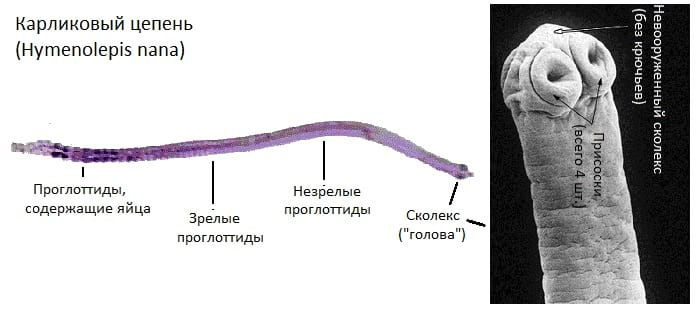 Карликовый цепень
(Hymenolepis nana)
Проглоттиды,
содержащие яйца
Зрелые
проглоттиды
Незрелые
проглоттиды
Сколекс
("голова")
Невооруженный сколекс
(без крючьев)
Присоски,
(всего 4 шт.)